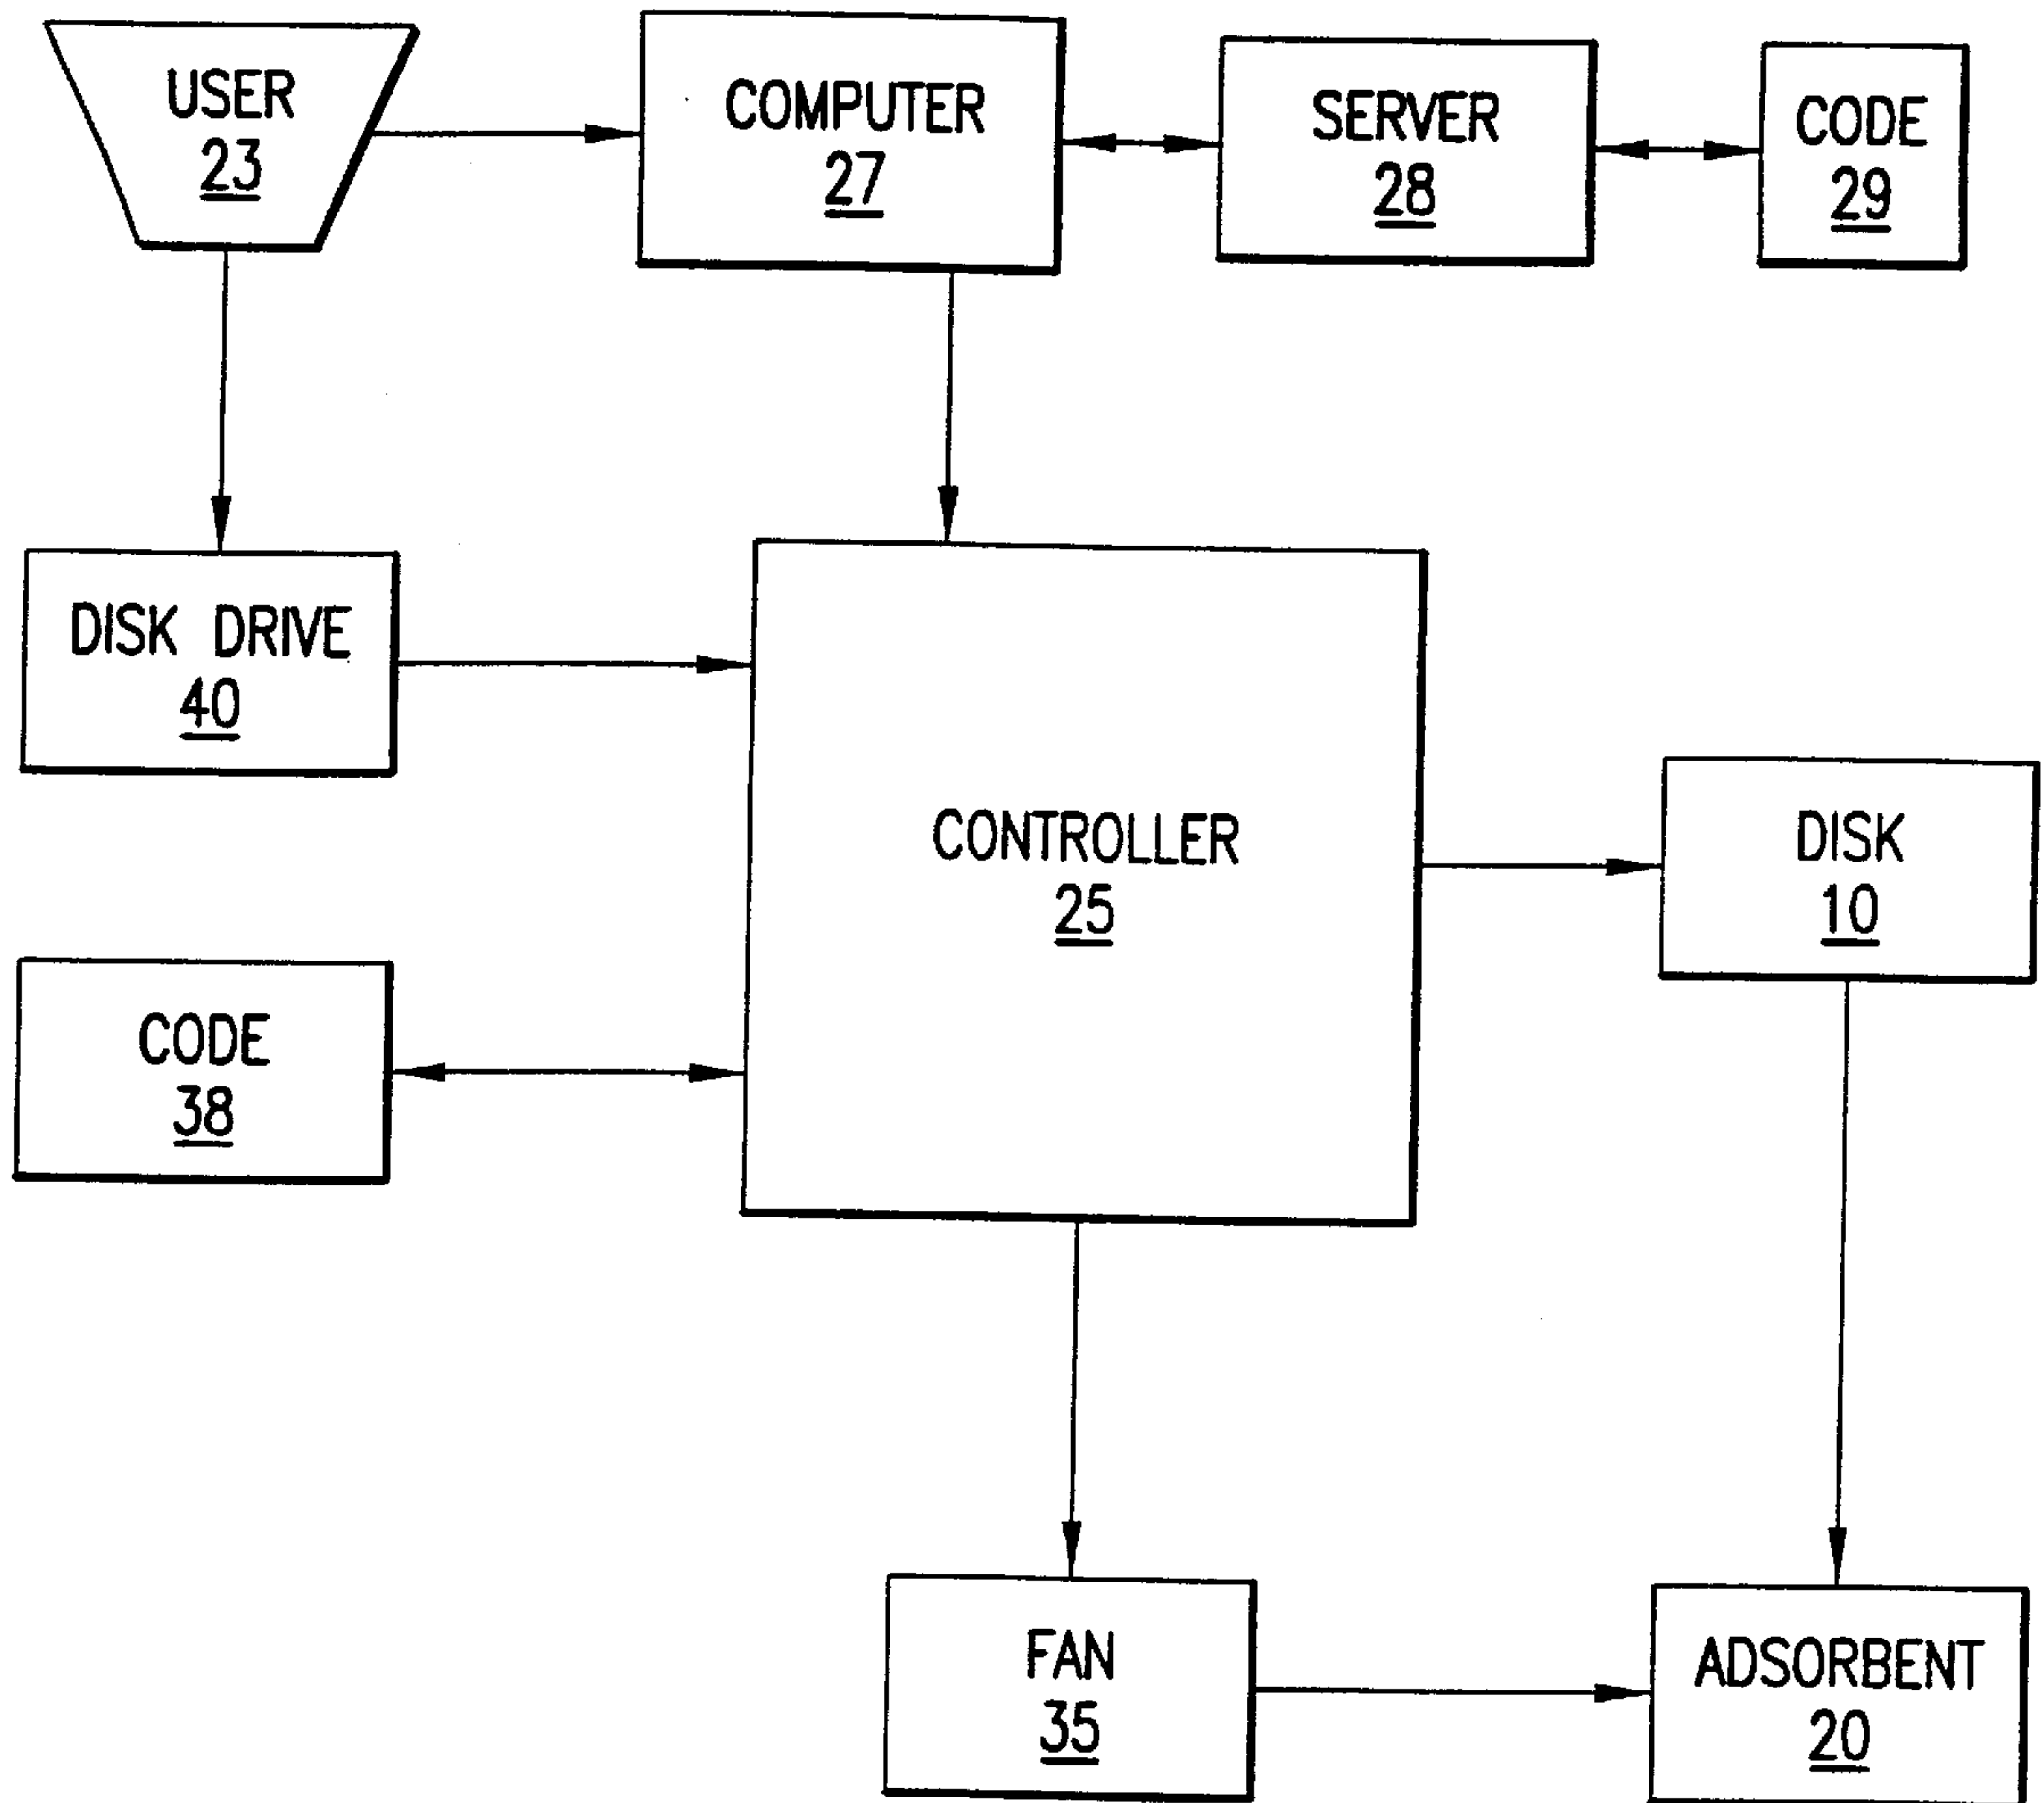 USER
23
COMPUTER
27
SERVER
28
CODE
29
DISK DRIVE
40
CONTROLLER
25
DISK
10
CODE
38
FAN
35
ADSORBENT
20